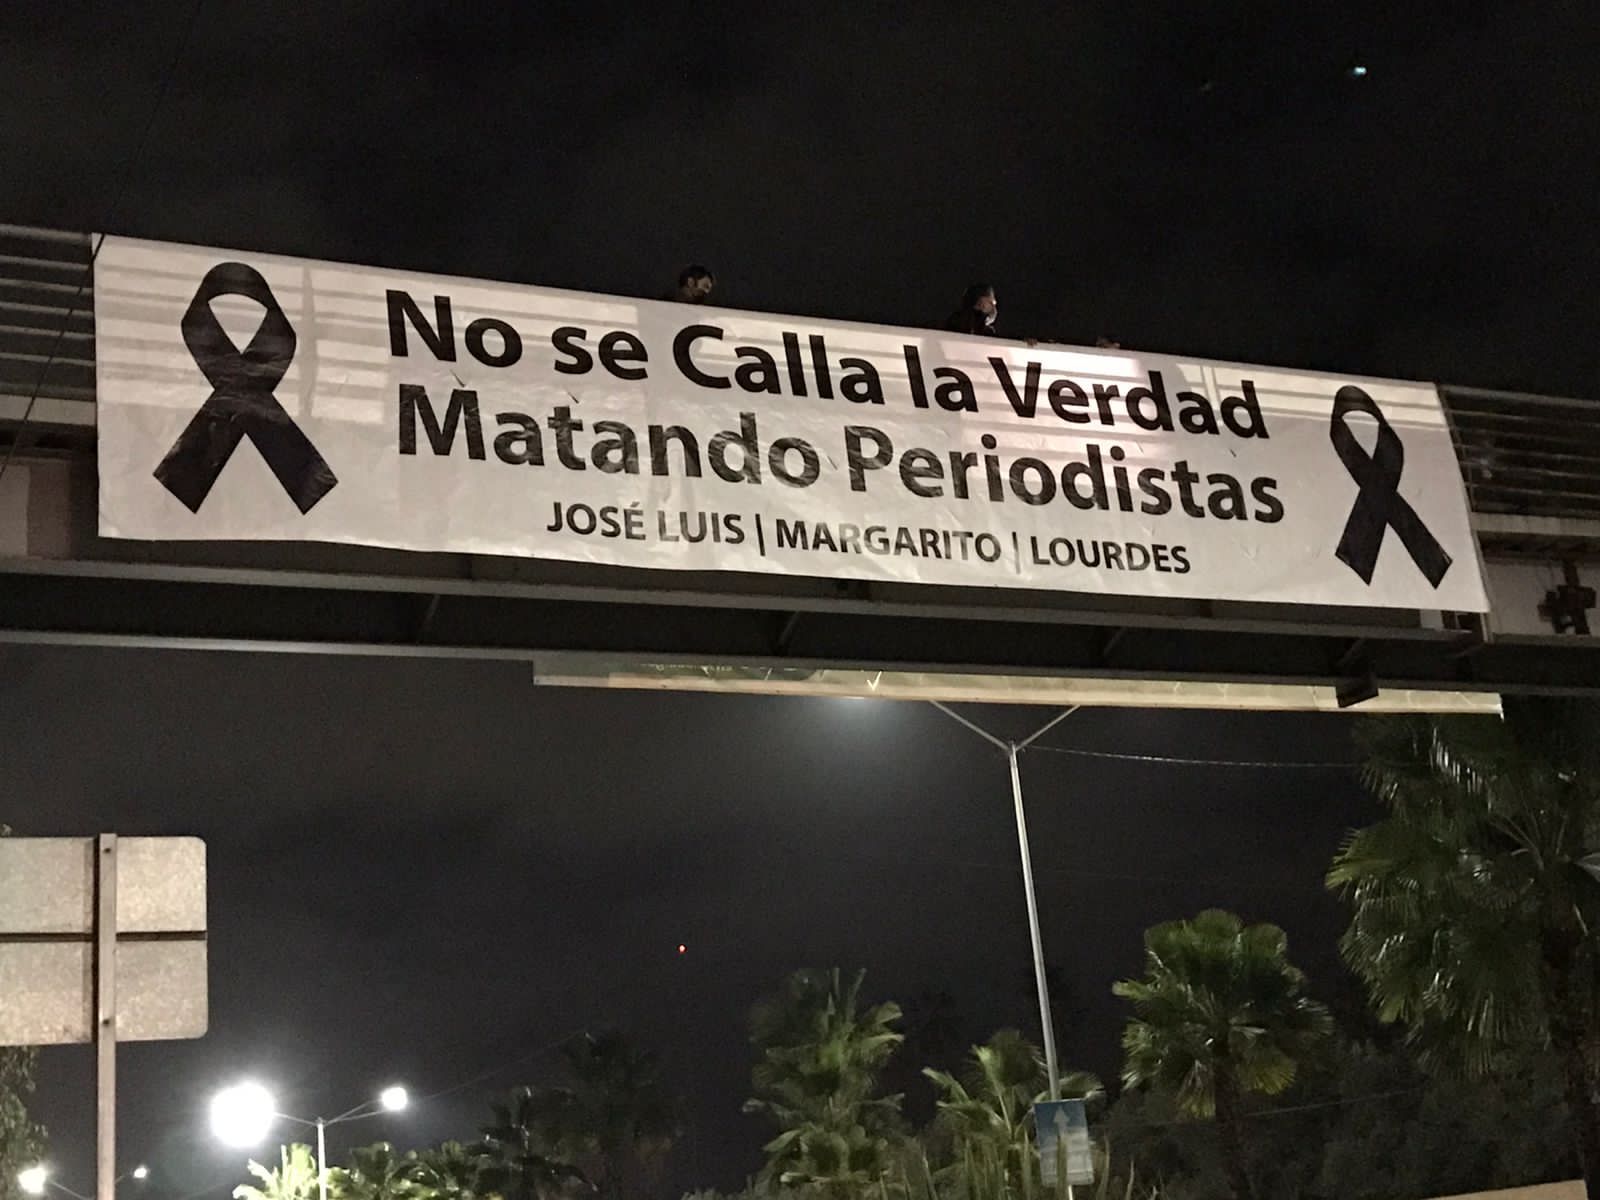 No se Calla la Verdad
Matando Periodistas
JOSÉ LUIS | MARGARITO | LOURDES